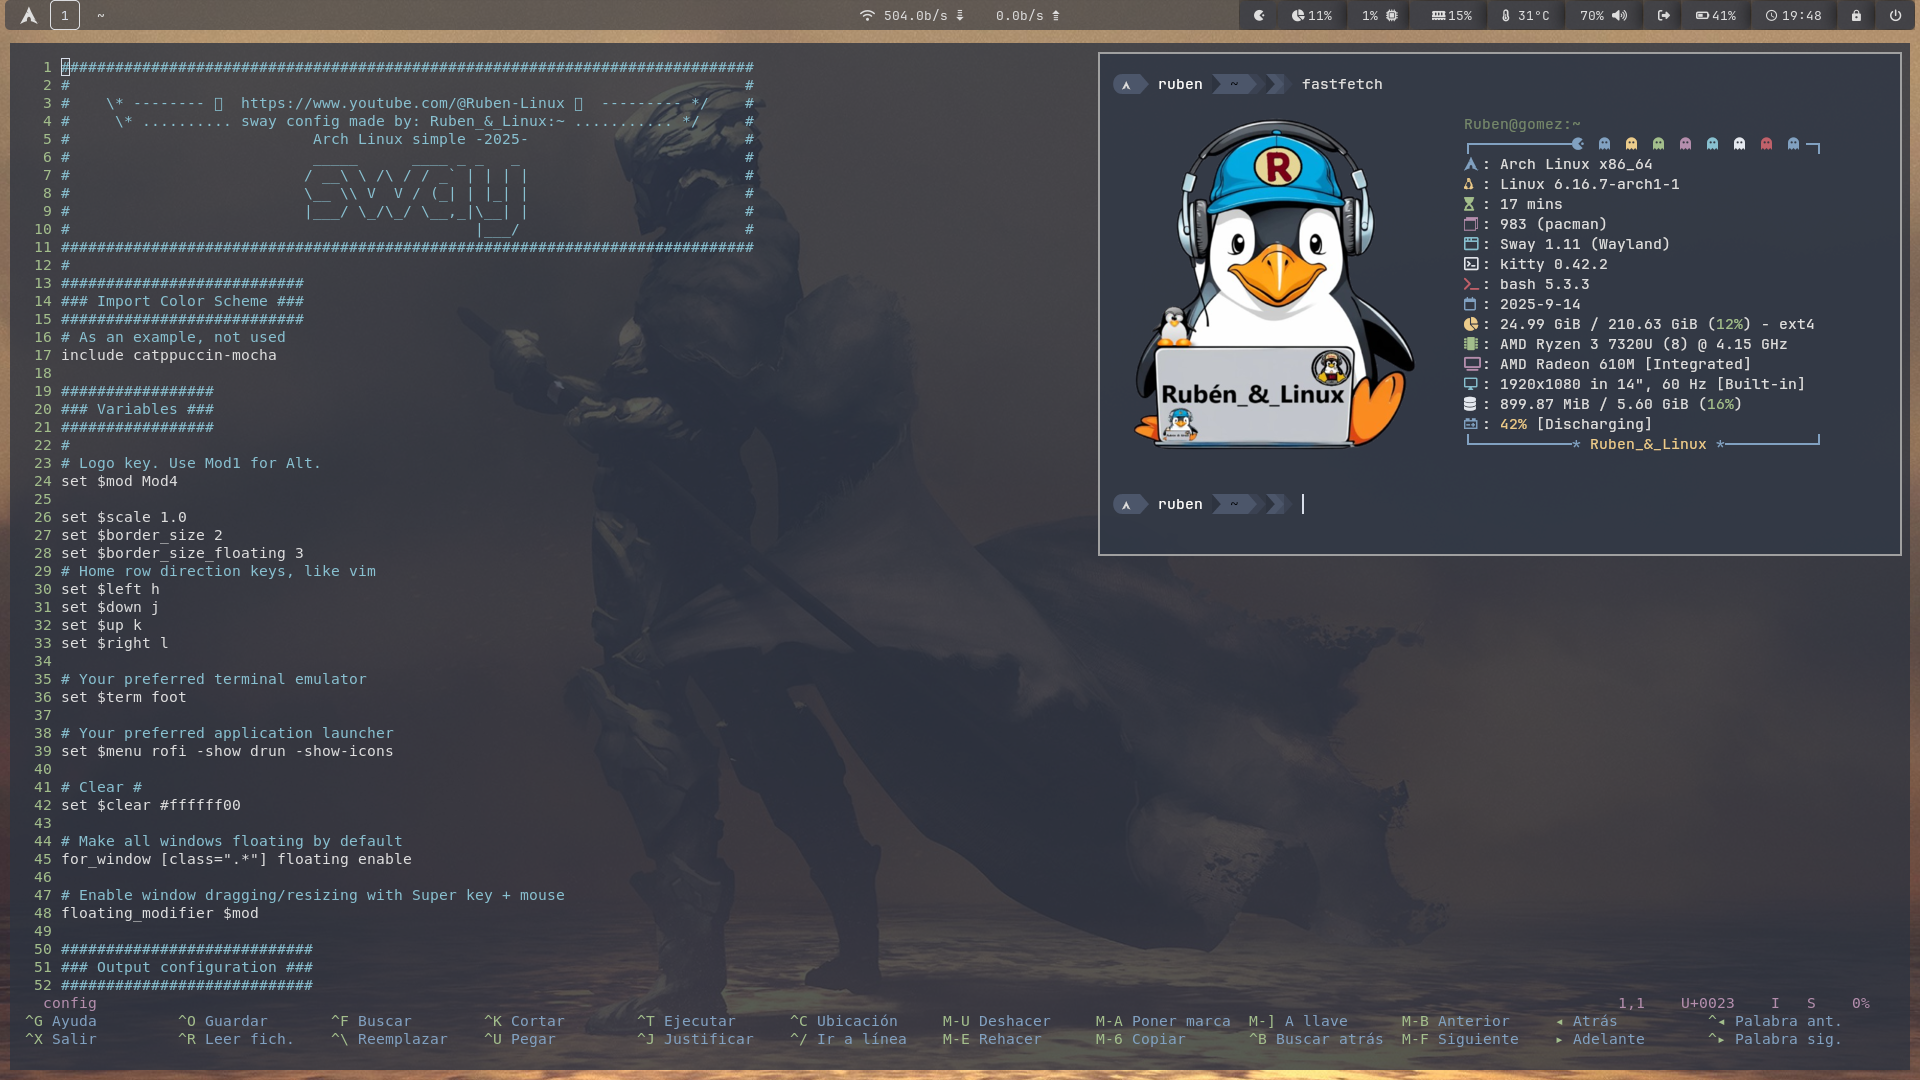 1 ~ 504.0b/s 0.0b/s 11% 1% 15% 31°C 70% 41% 19:48
1 #############################################################################
2 # #
3 # \* -------- ▯ https://www.youtube.com/@Ruben-Linux ▯ --------- */ #
4 # \* .......... sway config made by: Ruben_&_Linux:~ ........... */ #
5 # Arch Linux simple -2025- #
6 # _____ ____ _ _ _ #
7 # / __\ \ /\ / / _` | | | | #
8 # \__ \\ V V / (_| | |_| | #
9 # |___/ \_/\_/ \__,_|\__| | #
10 # |___/ #
11 #############################################################################
12 #
13 ###########################
14 ### Import Color Scheme ###
15 ###########################
16 # As an example, not used
17 include catppuccin-mocha
18
19 #################
20 ### Variables ###
21 #################
22 #
23 # Logo key. Use Mod1 for Alt.
24 set $mod Mod4
25
26 set $scale 1.0
27 set $border_size 2
28 set $border_size_floating 3
29 # Home row direction keys, like vim
30 set $left h
31 set $down j
32 set $up k
33 set $right l
34
35 # Your preferred terminal emulator
36 set $term foot
37
38 # Your preferred application launcher
39 set $menu rofi -show drun -show-icons
40
41 # Clear #
42 set $clear #ffffff00
43
44 # Make all windows floating by default
45 for_window [class=".*"] floating enable
46
47 # Enable window dragging/resizing with Super key + mouse
48 floating_modifier $mod
49
50 ############################
51 ### Output configuration ###
52 ############################
config 1,1 U+0023 I S 0%
^G Ayuda ^O Guardar ^F Buscar ^K Cortar ^T Ejecutar ^C Ubicación M-U Deshacer M-A Poner marca M-] A llave M-B Anterior ◂ Atrás ^◂ Palabra ant.
^X Salir ^R Leer fich. ^\ Reemplazar ^U Pegar ^J Justificar ^/ Ir a línea M-E Rehacer M-6 Copiar ^B Buscar atrás M-F Siguiente ▸ Adelante ^▸ Palabra sig.
ruben ~ fastfetch
R
Rubén_&_Linux
Ruben@gomez:~
: Arch Linux x86_64
: Linux 6.16.7-arch1-1
: 17 mins
: 983 (pacman)
: Sway 1.11 (Wayland)
: kitty 0.42.2
: bash 5.3.3
: 2025-9-14
: 24.99 GiB / 210.63 GiB (12%) - ext4
: AMD Ryzen 3 7320U (8) @ 4.15 GHz
: AMD Radeon 610M [Integrated]
: 1920x1080 in 14", 60 Hz [Built-in]
: 899.87 MiB / 5.60 GiB (16%)
: 42% [Discharging]
* Ruben_&_Linux *
ruben ~